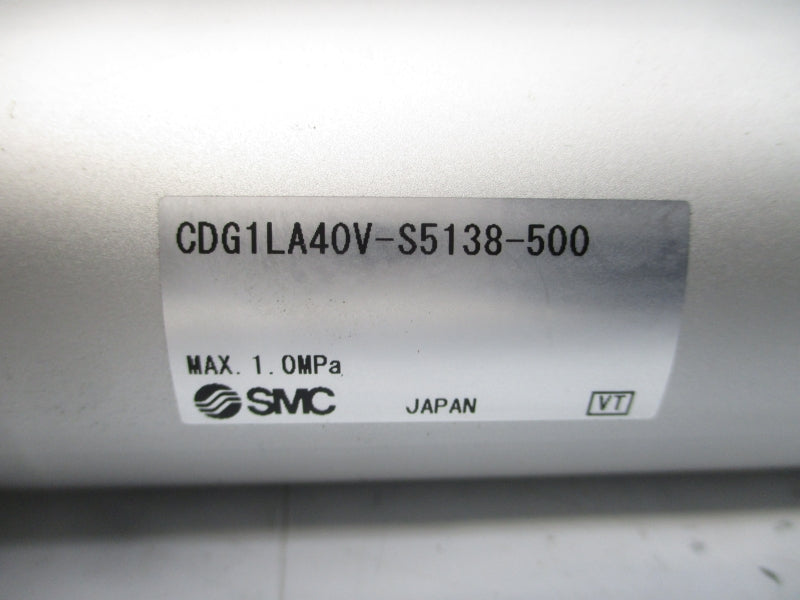 CDG1LA40V-S5138-500
MAX. 1.0MPa
SMC JAPAN VT